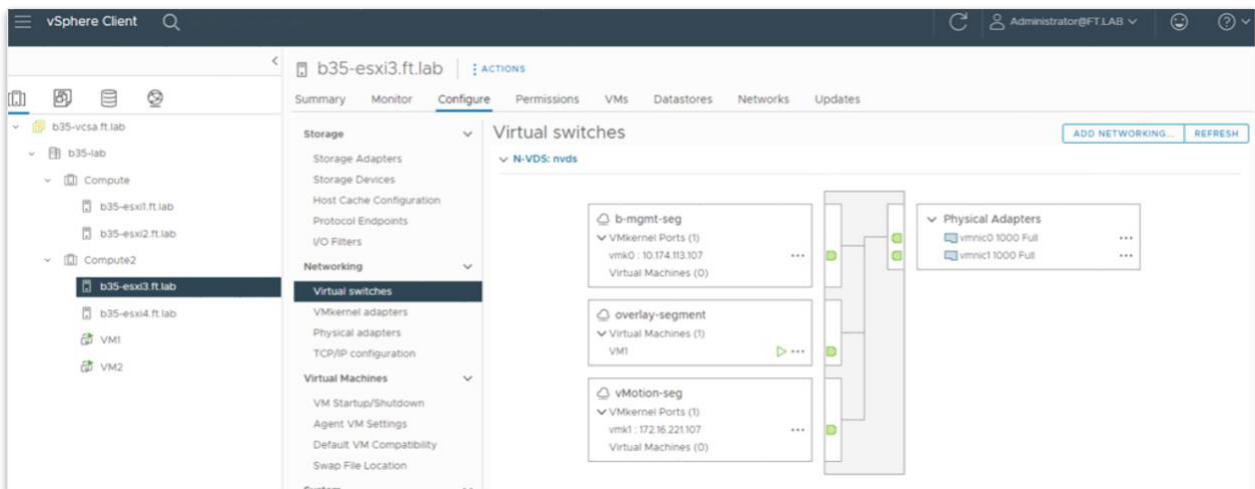 vSphere Client
Administrator@FT.LAB
b35-vcsa.ft.lab
b35-lab
Compute
b35-esxi1.ft.lab
b35-esxi2.ft.lab
Compute2
b35-esxi3.ft.lab
b35-esxi4.ft.lab
VM1
VM2
b35-esxi3.ft.lab
ACTIONS
Summary Monitor Configure Permissions VMs Datastores Networks Updates
Storage
Storage Adapters
Storage Devices
Host Cache Configuration
Protocol Endpoints
I/O Filters
Networking
Virtual switches
VMkernel adapters
Physical adapters
TCP/IP configuration
Virtual Machines
VM Startup/Shutdown
Agent VM Settings
Default VM Compatibility
Swap File Location
Virtual switches
ADD NETWORKING... REFRESH
N-VDS: nvds
b-mgmt-seg
VMkernel Ports (1)
vmk0 : 10.174.113.107 ...
Virtual Machines (0)
overlay-segment
Virtual Machines (1)
VM1 ...
vMotion-seg
VMkernel Ports (1)
vmk1 : 172.16.221.107 ...
Virtual Machines (0)
Physical Adapters
vmnic0 1000 Full ...
vmnic1 1000 Full ...